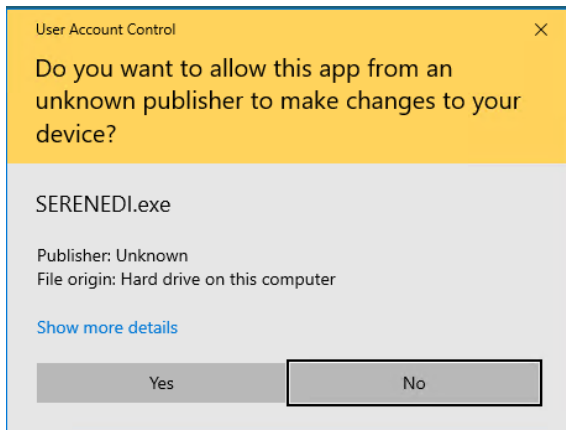 User Account Control
Do you want to allow this app from an
unknown publisher to make changes to your
device?
SERENEDI.exe
Publisher: Unknown
File origin: Hard drive on this computer
Show more details
Yes
No